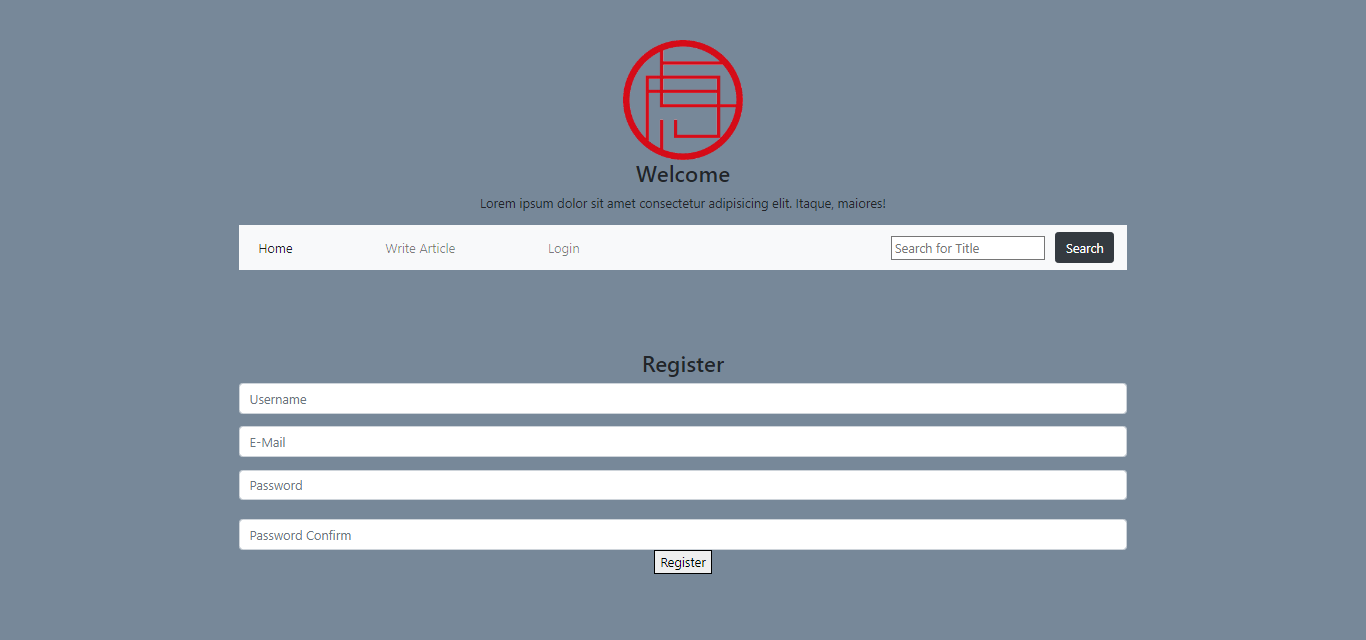 Welcome
Lorem ipsum dolor sit amet consectetur adipisicing elit. Itaque, maiores!
Home Write Article Login Search for Title Search
Register
Username
E-Mail
Password
Password Confirm
Register